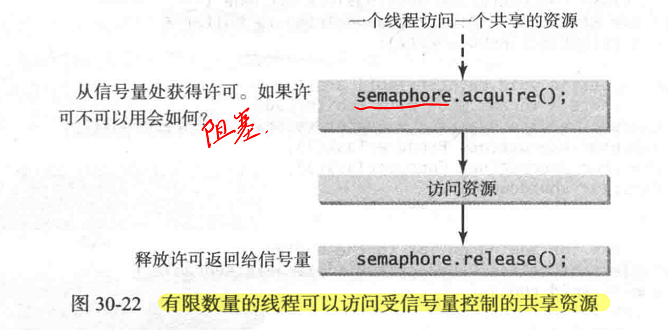 一个线程访问一个共享的资源
从信号量处获得许可。如果许
可不可以用会如何?
阻塞.
semaphore.acquire();
访问资源
释放许可返回给信号量
semaphore.release();
图 30-22 有限数量的线程可以访问受信号量控制的共享资源